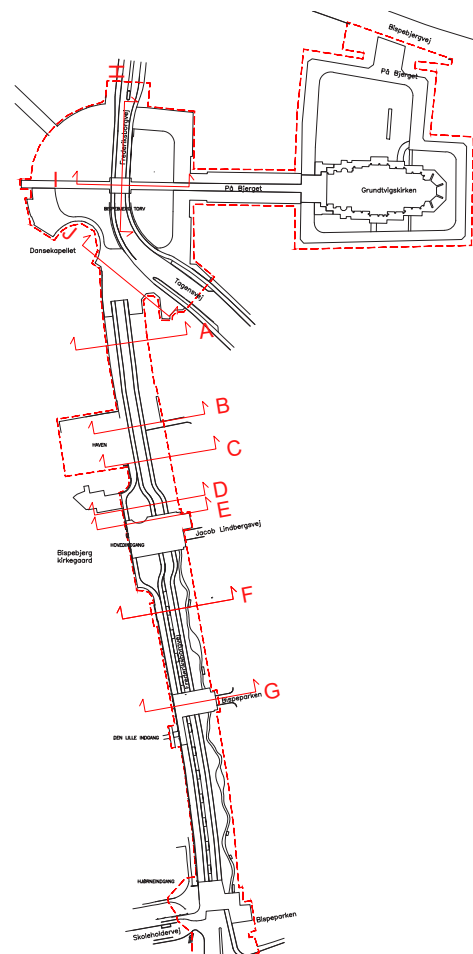 Bispebjergvej
På Bjerget
H
Frederiksborgvej
I
På Bjerget
Grundtvigskirken
BISPEBJERG TORV
J
Dansekapellet
Tagensvej
A
B
HAVEN
C
D
E
Jacob Lindbergsvej
HOVEDINDGANG
Bispebjerg
kirkegaard
F
G
Bispeparken
DEN LILLE INDGANG
HJØRNEINDGANG
Bispeparken
Skoleholdervej